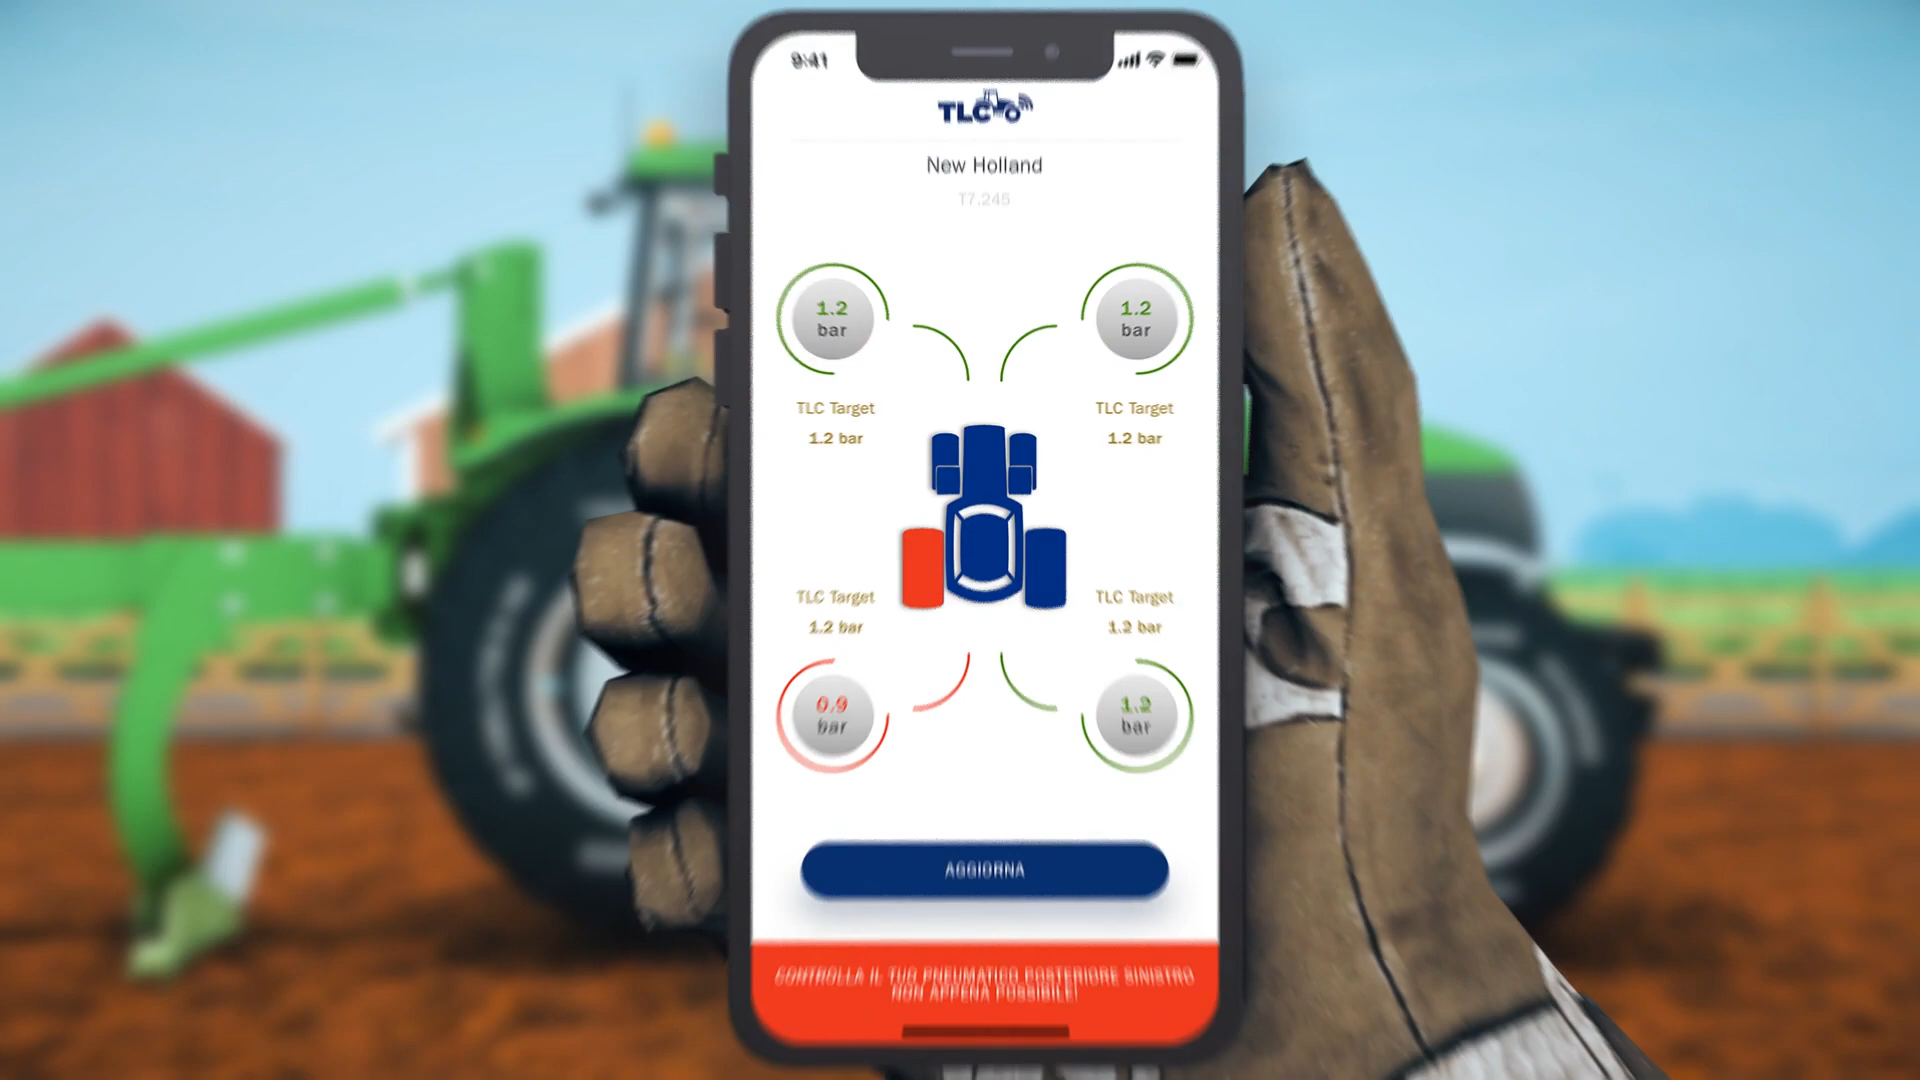 9:41
TLC
New Holland
T7.245
1.2
bar
1.2
bar
TLC Target
1.2 bar
TLC Target
1.2 bar
TLC Target
1.2 bar
TLC Target
1.2 bar
0.9
bar
1.2
bar
AGGIORNA
CONTROLLA IL TUO PNEUMATICO POSTERIORE SINISTRO
NON APPENA POSSIBILE!